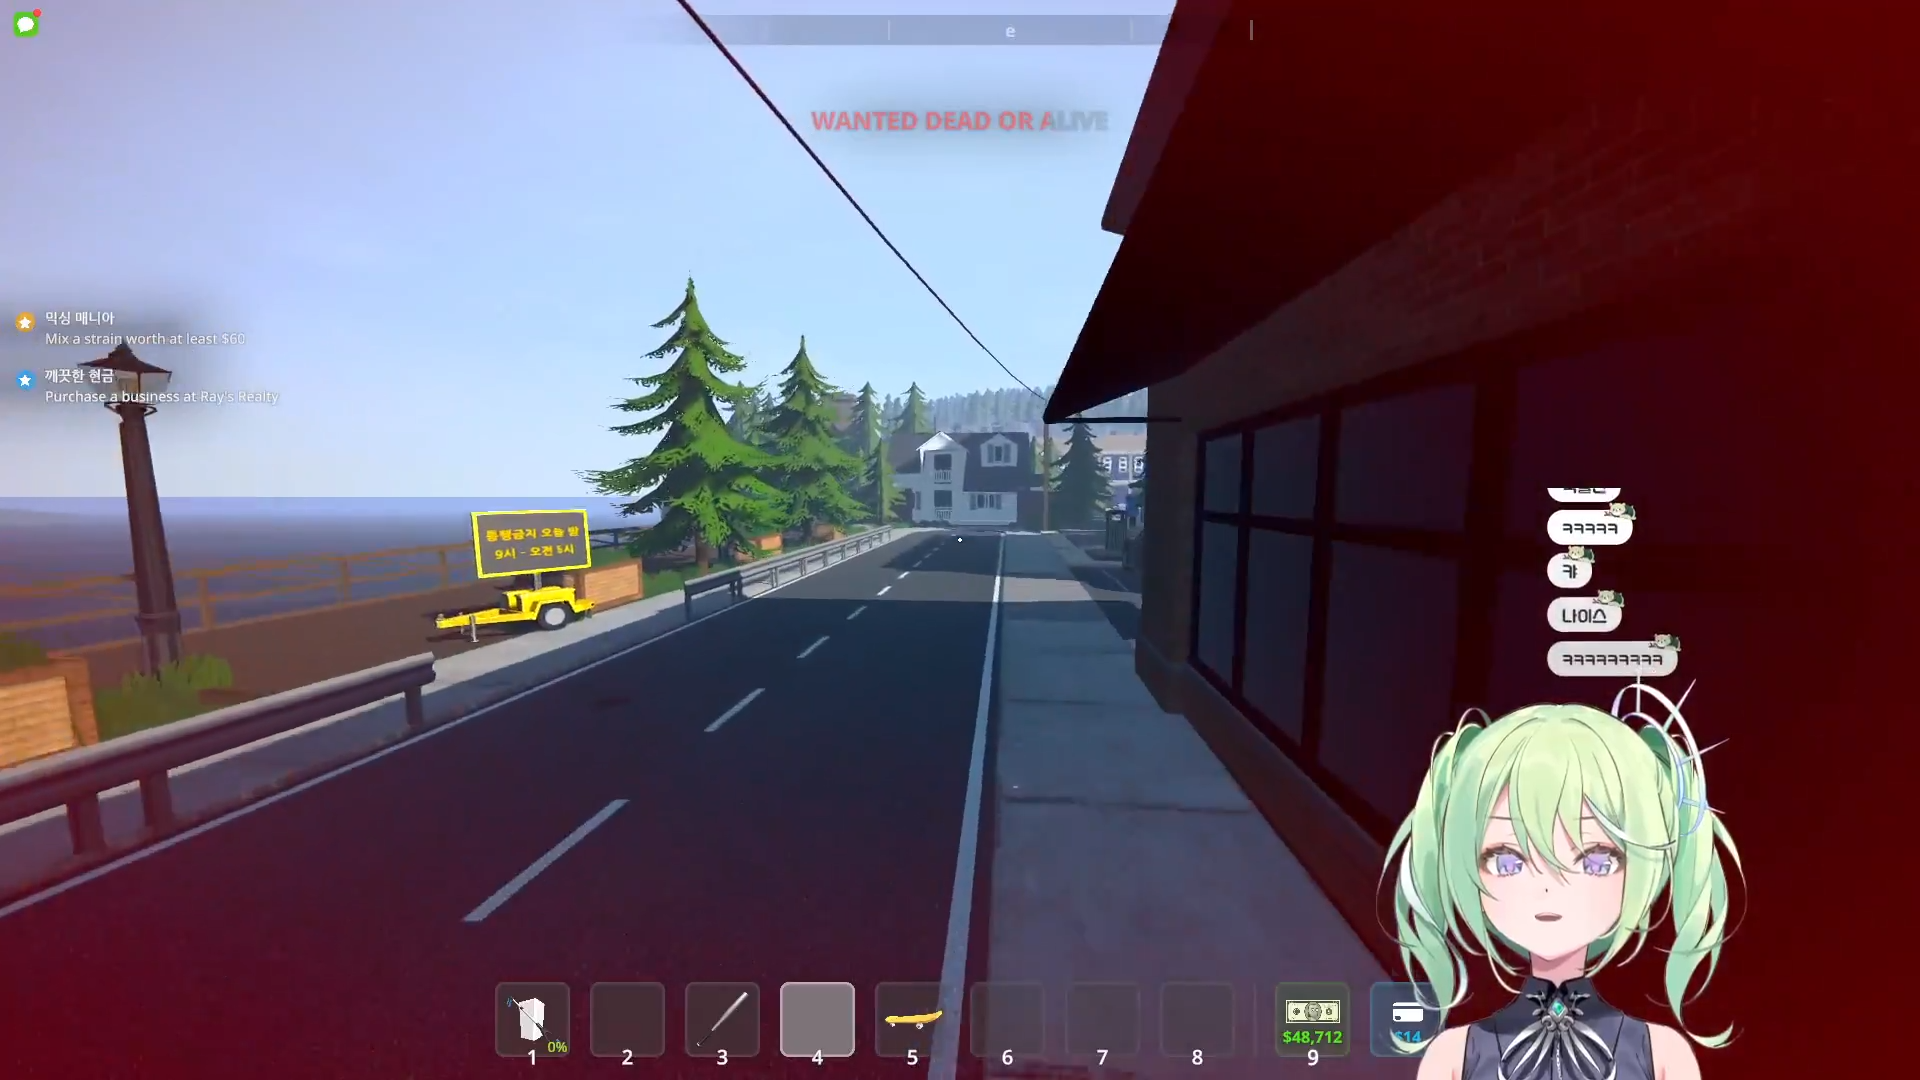 e
WANTED DEAD OR ALIVE
믹싱 매니아
Mix a strain worth at least $60
깨끗한 현금
Purchase a business at Ray's Realty
통행금지 오늘 밤
9시 - 오전 5시
ㅋㅋㅋㅋㅋ
캬
나이스
ㅋㅋㅋㅋㅋㅋㅋㅋㅋ
0%
$48,712
$14
1 2 3 4 5 6 7 8 9